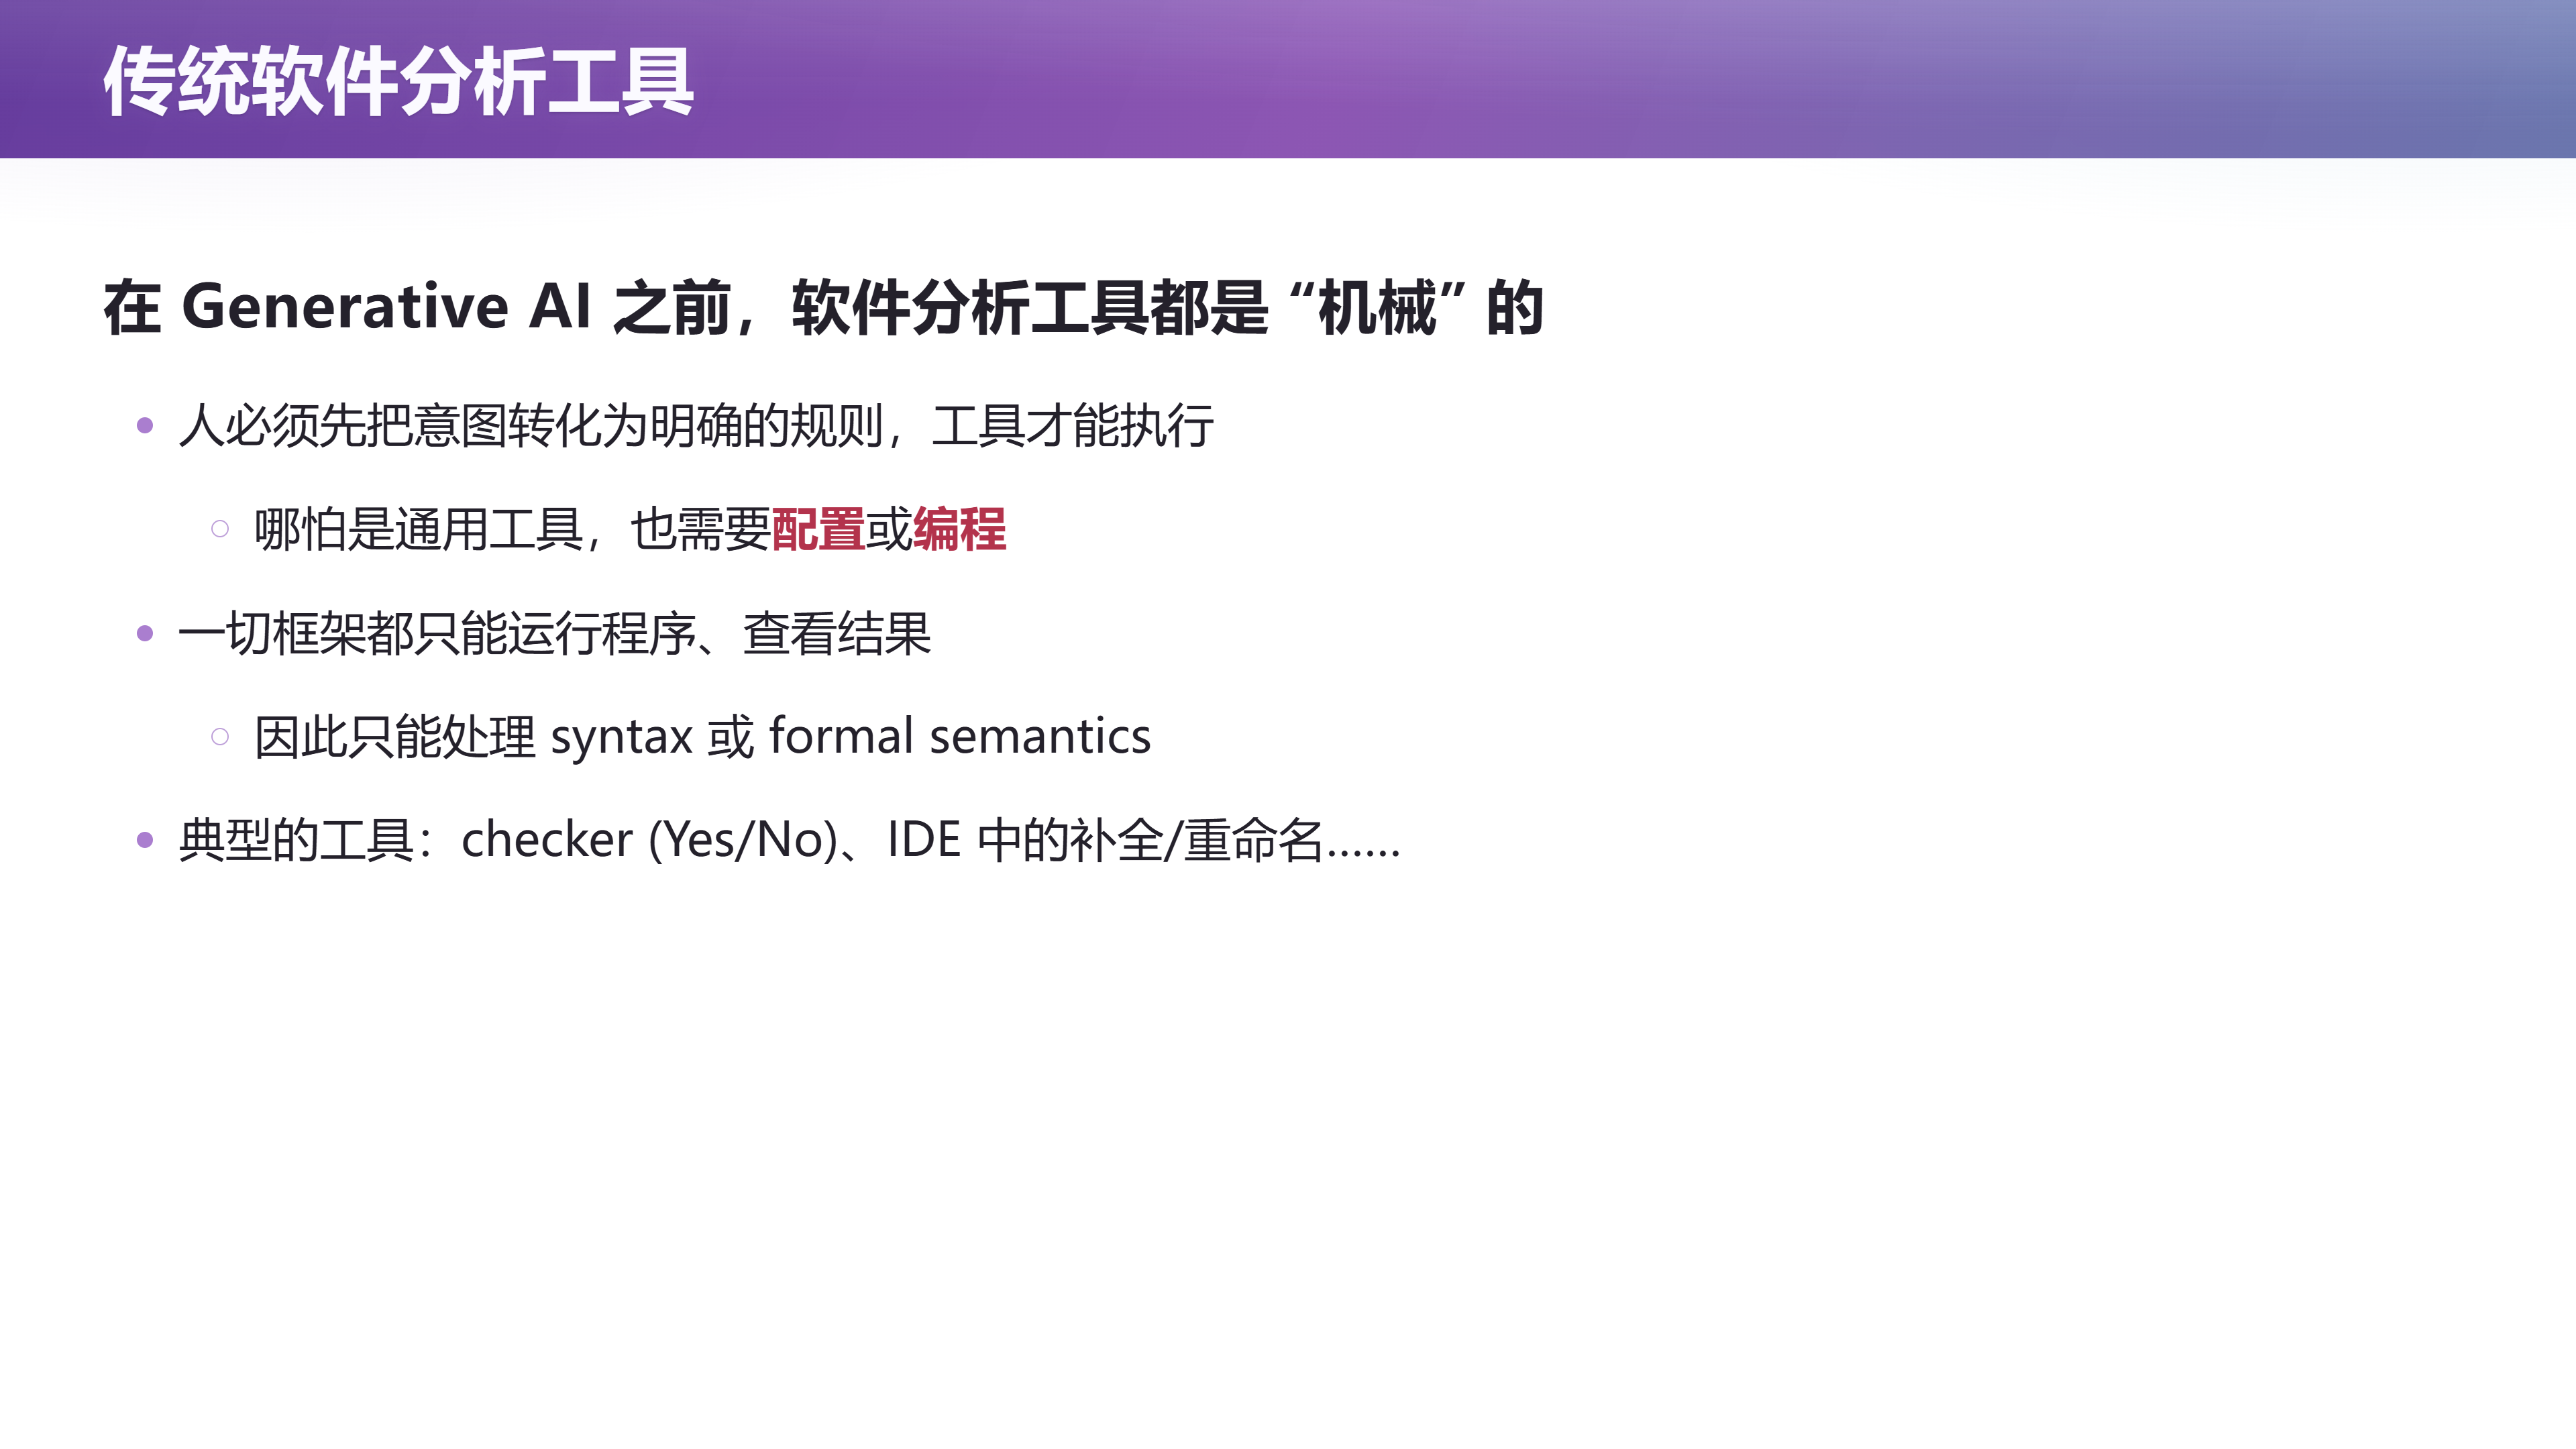 传统软件分析工具
在 Generative AI 之前，软件分析工具都是 “机械” 的
人必须先把意图转化为明确的规则，工具才能执行
哪怕是通用工具，也需要配置或编程
一切框架都只能运行程序、查看结果
因此只能处理 syntax 或 formal semantics
典型的工具：checker (Yes/No)、IDE 中的补全/重命名……